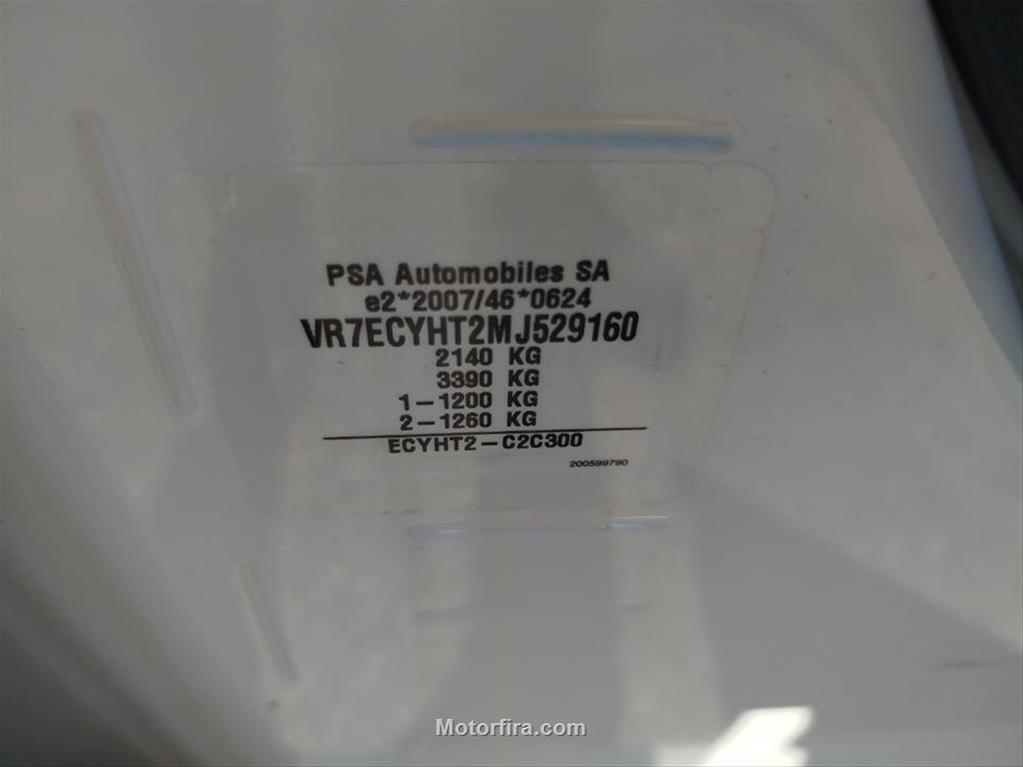 PSA Automobiles SA
e2*2007/46*0624
VR7ECYHT2MJ529160
2140 KG
3390 KG
1-1200 KG
2-1260 KG
ECYHT2-C2C300
200599790
Motorfira.com